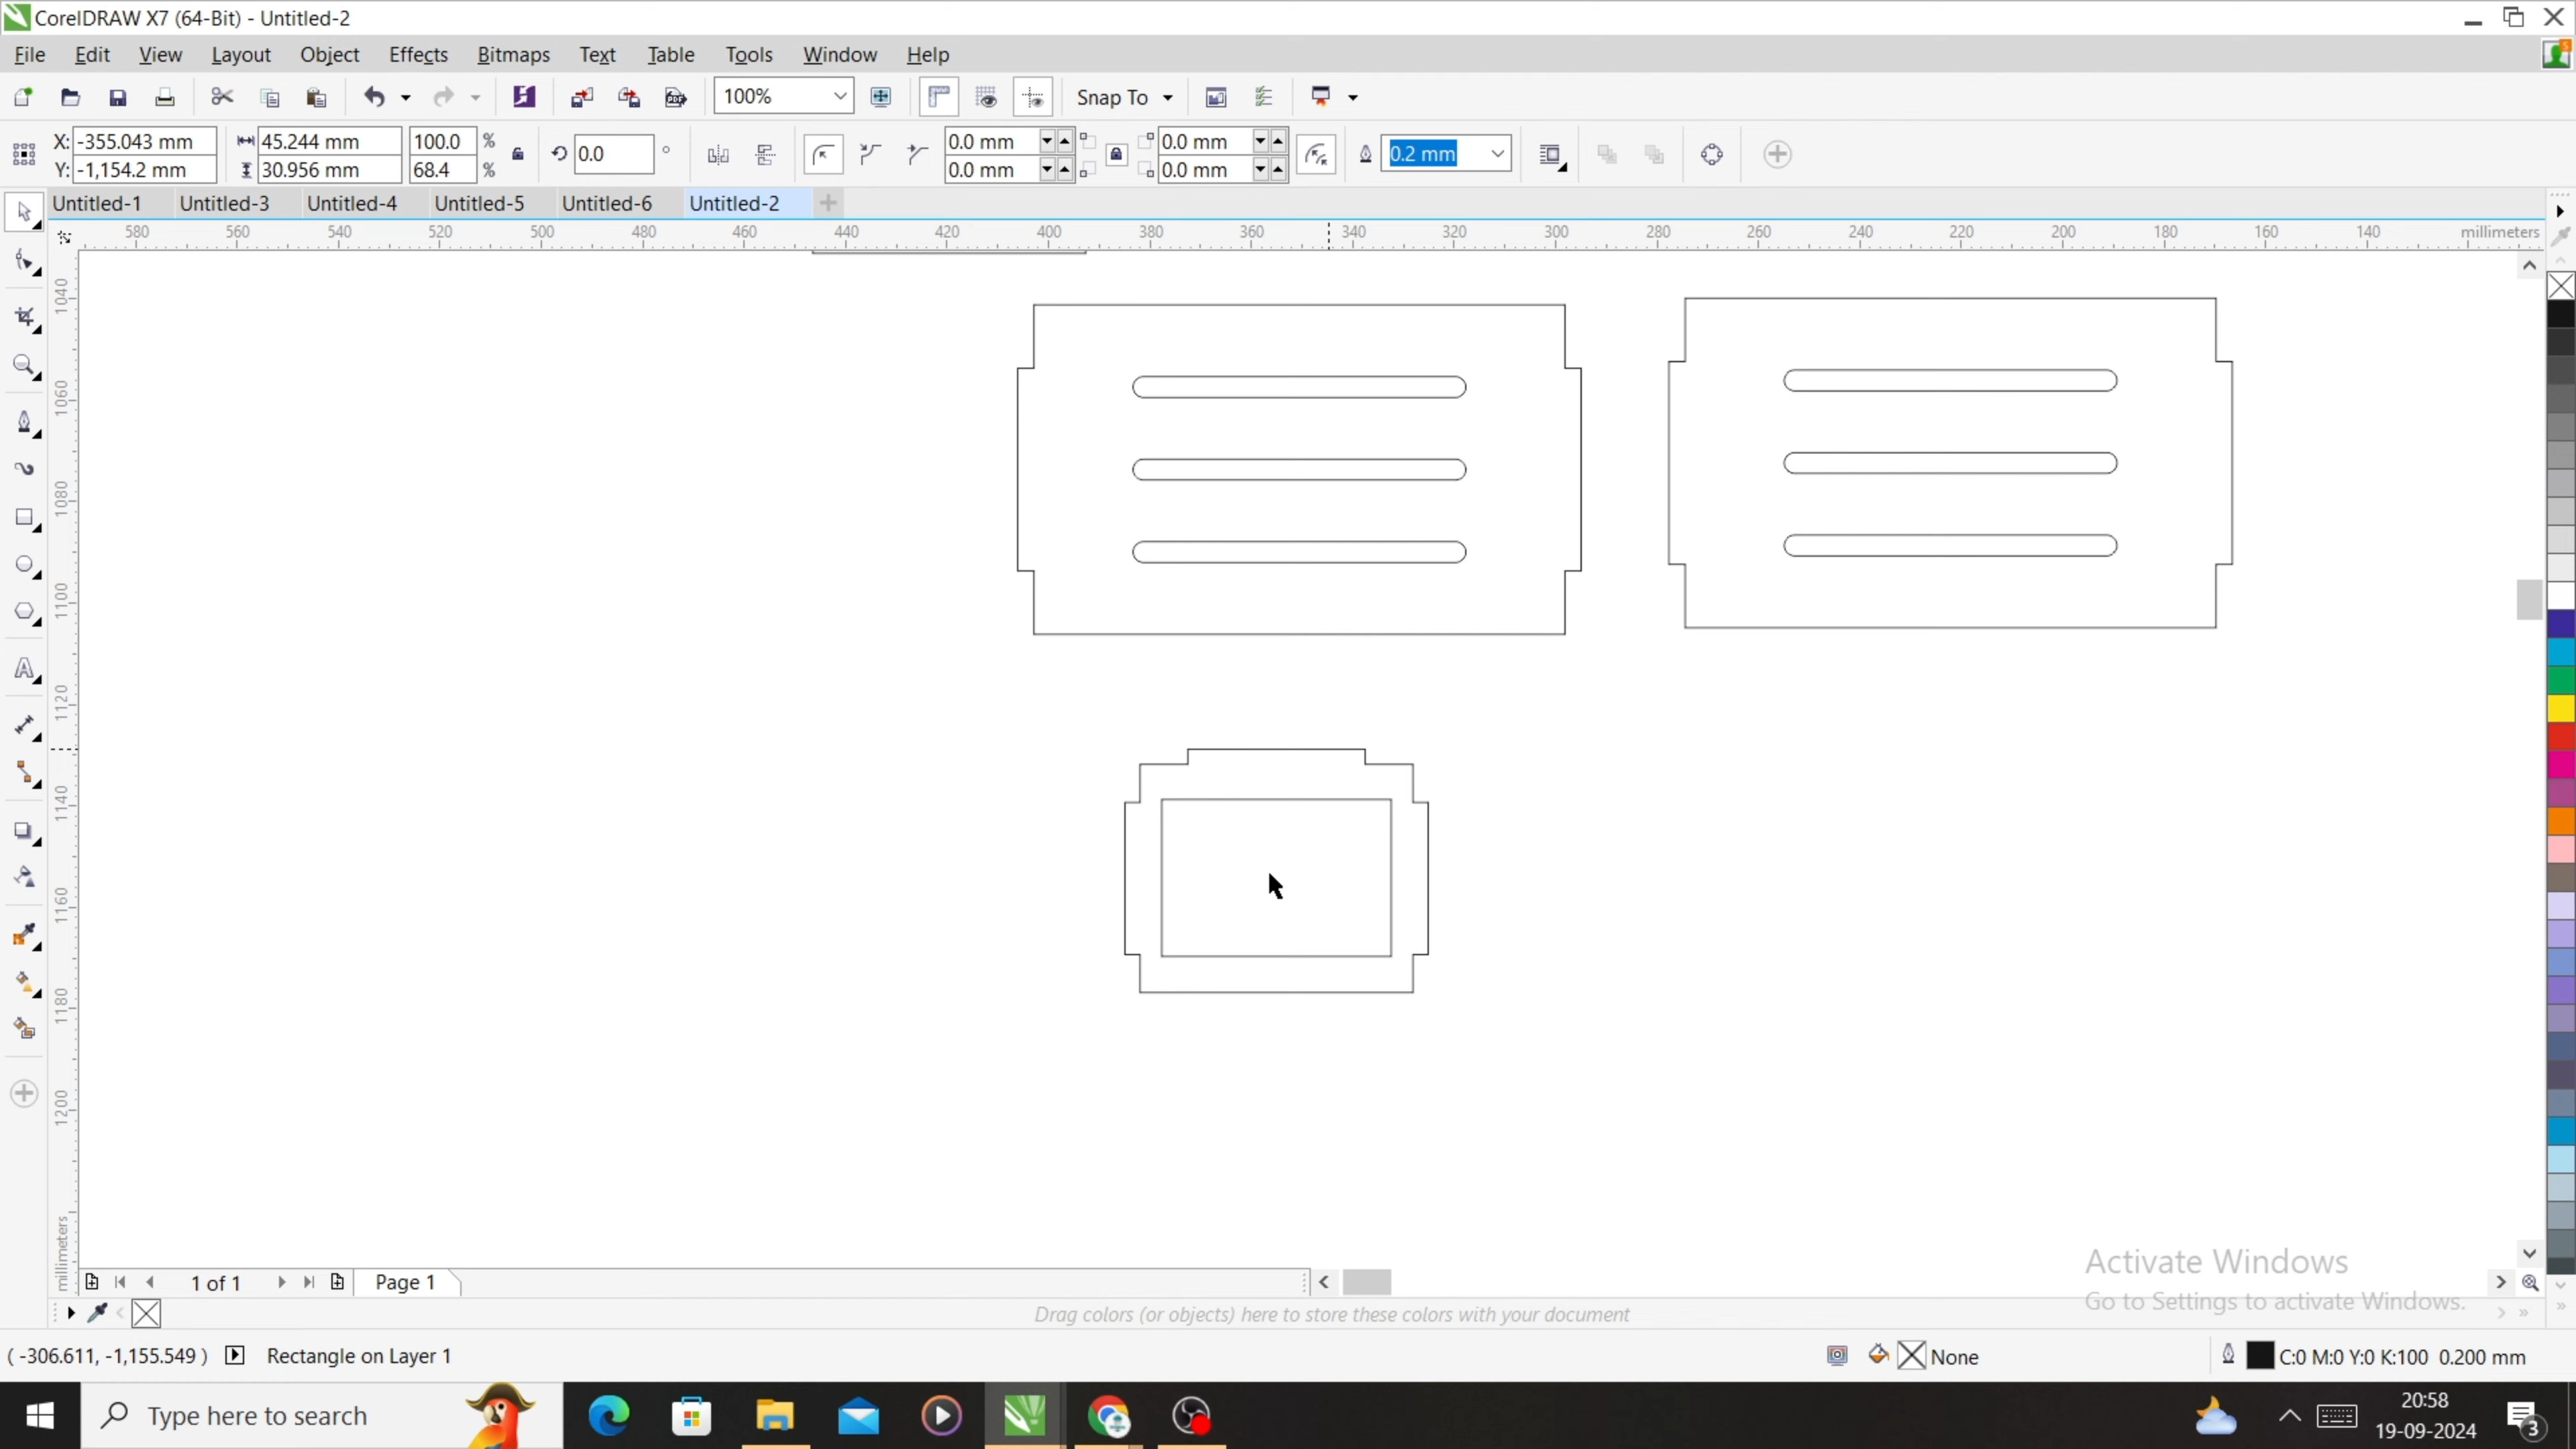 CorelDRAW X7 (64-Bit) - Untitled-2
File Edit View Layout Object Effects Bitmaps Text Table Tools Window Help
100% Snap To
X: -355.043 mm 45.244 mm 100.0 % 0.0 ° 0.0 mm 0.0 mm 0.2 mm
Y: -1,154.2 mm 30.956 mm 68.4 % 0.0 mm 0.0 mm
Untitled-1 Untitled-3 Untitled-4 Untitled-5 Untitled-6 Untitled-2
580 560 540 520 500 480 460 440 420 400 380 360 340 320 300 280 260 240 220 200 180 160 140 millimeters
1040
1060
1080
1100
1120
1140
1160
1180
1200
millimeters
Activate Windows
Go to Settings to activate Windows.
1 of 1 Page 1
Drag colors (or objects) here to store these colors with your document
( -306.611, -1,155.549 ) Rectangle on Layer 1 None C:0 M:0 Y:0 K:100 0.200 mm
Type here to search
20:58
19-09-2024
3